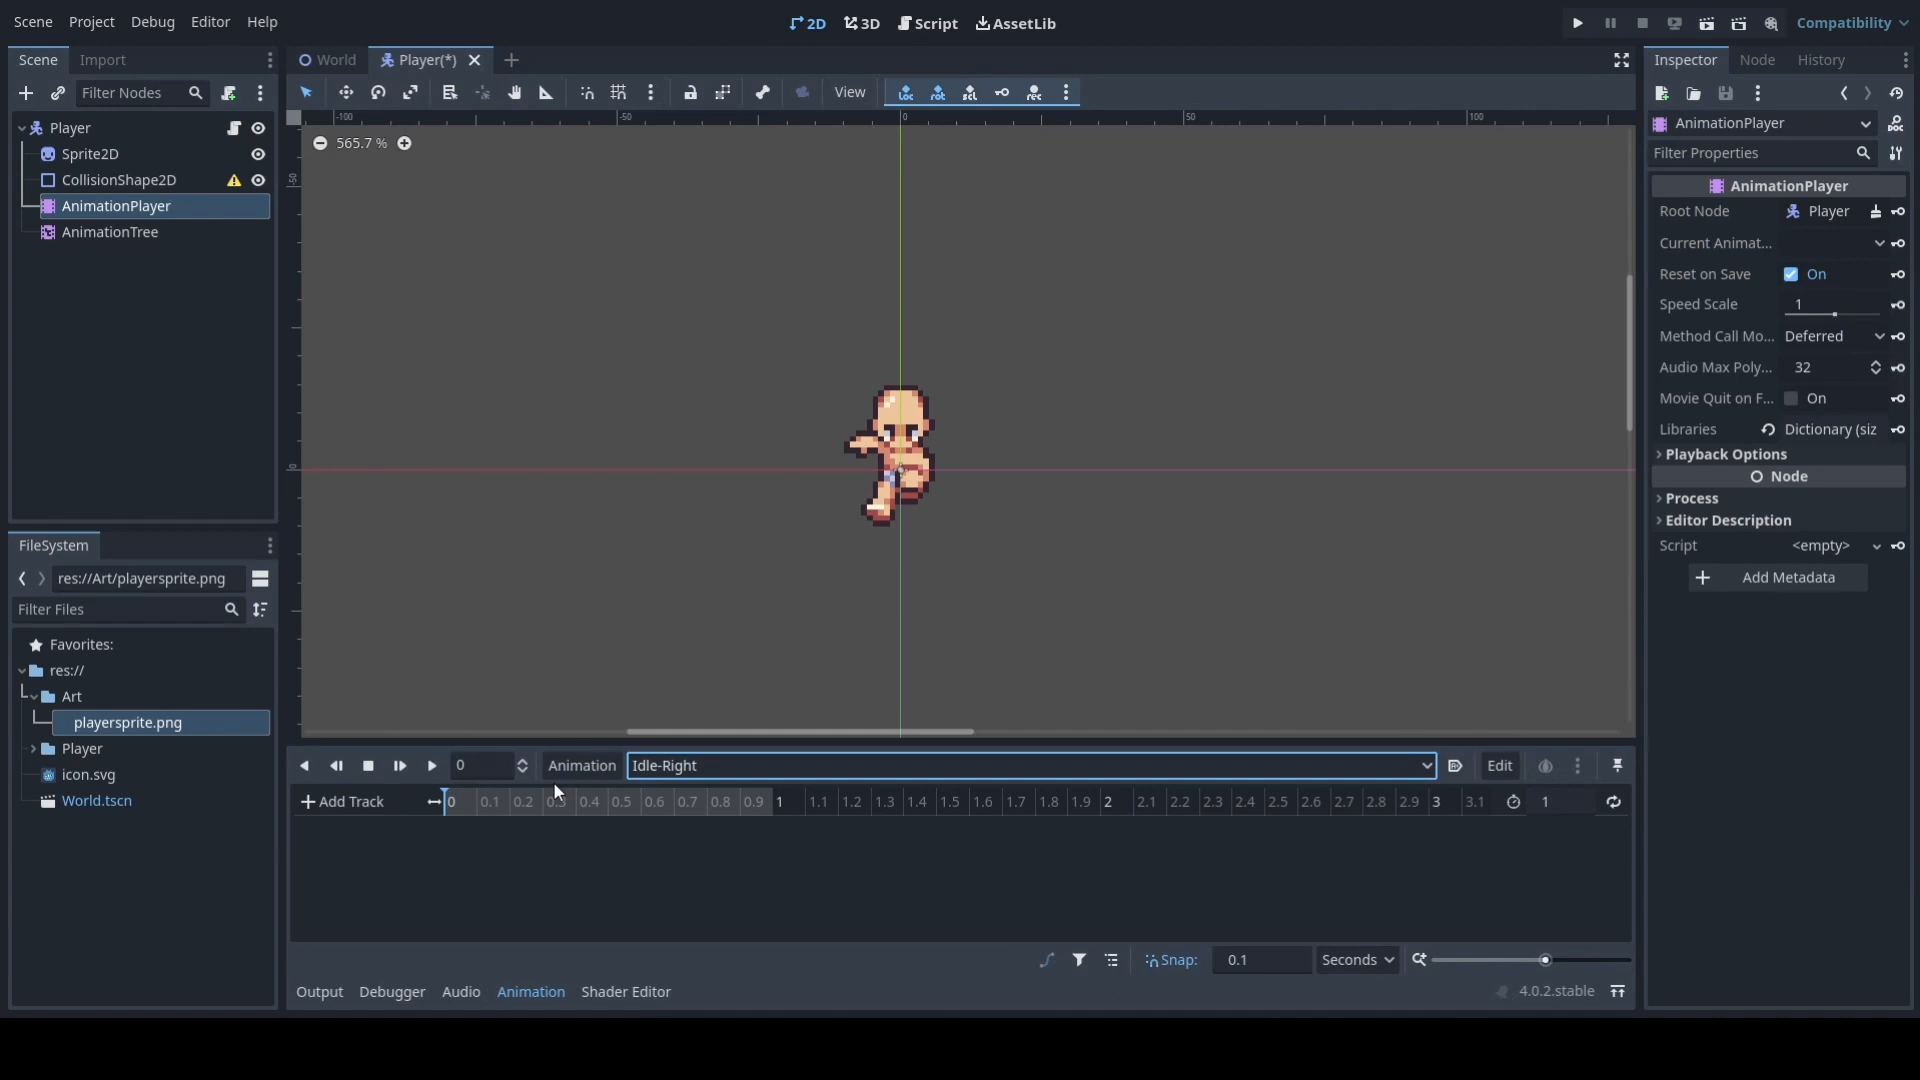 Scene Project Debug Editor Help
2D 3D Script AssetLib
Compatibility
Scene Import
World Player(*)
Inspector Node History
Filter Nodes
View
Player
Sprite2D
CollisionShape2D
AnimationPlayer
AnimationTree
-100 -50 0 50 100
-50
0
565.7 %
AnimationPlayer
Filter Properties
AnimationPlayer
Root Node Player
Current Animat...
Reset on Save On
Speed Scale 1
Method Call Mo... Deferred
Audio Max Poly... 32
Movie Quit on F... On
Libraries Dictionary (siz
Playback Options
Node
Process
Editor Description
Script <empty>
Add Metadata
FileSystem
res://Art/playersprite.png
Filter Files
Favorites:
res://
Art
playersprite.png
Player
icon.svg
World.tscn
0 Animation Idle-Right Edit
Add Track 0 0.1 0.2 0.3 0.4 0.5 0.6 0.7 0.8 0.9 1 1.1 1.2 1.3 1.4 1.5 1.6 1.7 1.8 1.9 2 2.1 2.2 2.3 2.4 2.5 2.6 2.7 2.8 2.9 3 3.1 1
Snap: 0.1 Seconds
Output Debugger Audio Animation Shader Editor 4.0.2.stable